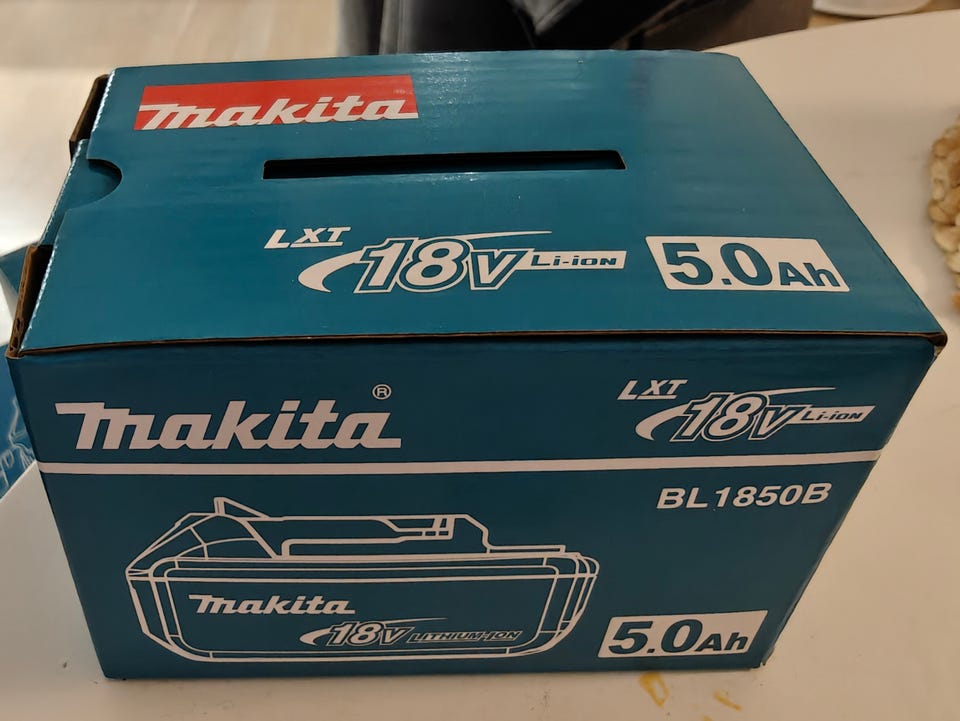 makita
LXT
18V Li-ion
5.0Ah
makita®
LXT
18V Li-ion
BL1850B
makita
18V LITHIUM-ION
5.0Ah